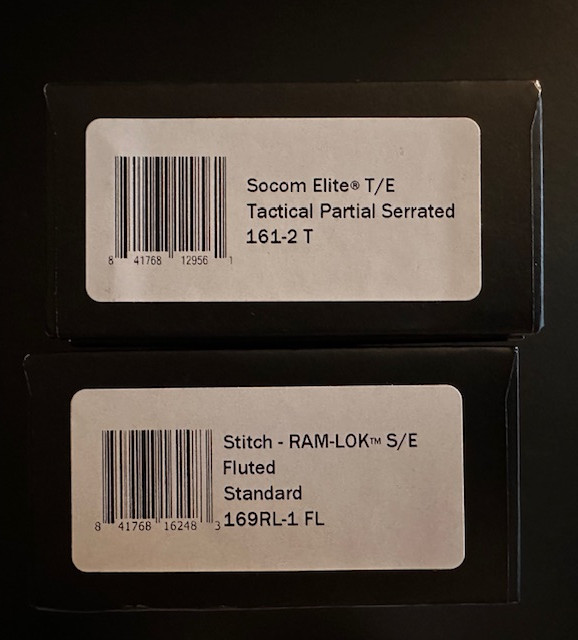 Socom Elite® T/E
Tactical Partial Serrated
161-2 T
8 41768 12956 1
Stitch - RAM-LOK™ S/E
Fluted
Standard
169RL-1 FL
8 41768 16248 3